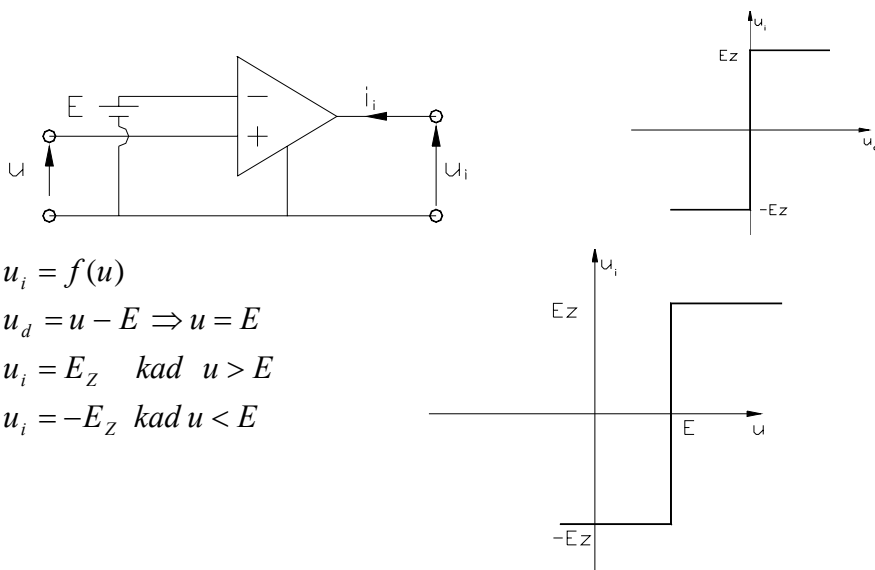 E
−
+
i_i
u
u_i
u_i
Ez
u_d
-Ez
u_i = f(u)
u_d = u − E ⇒ u = E
u_i = E_Z kad u > E
u_i = −E_Z kad u < E
u_i
Ez
E
u
-Ez